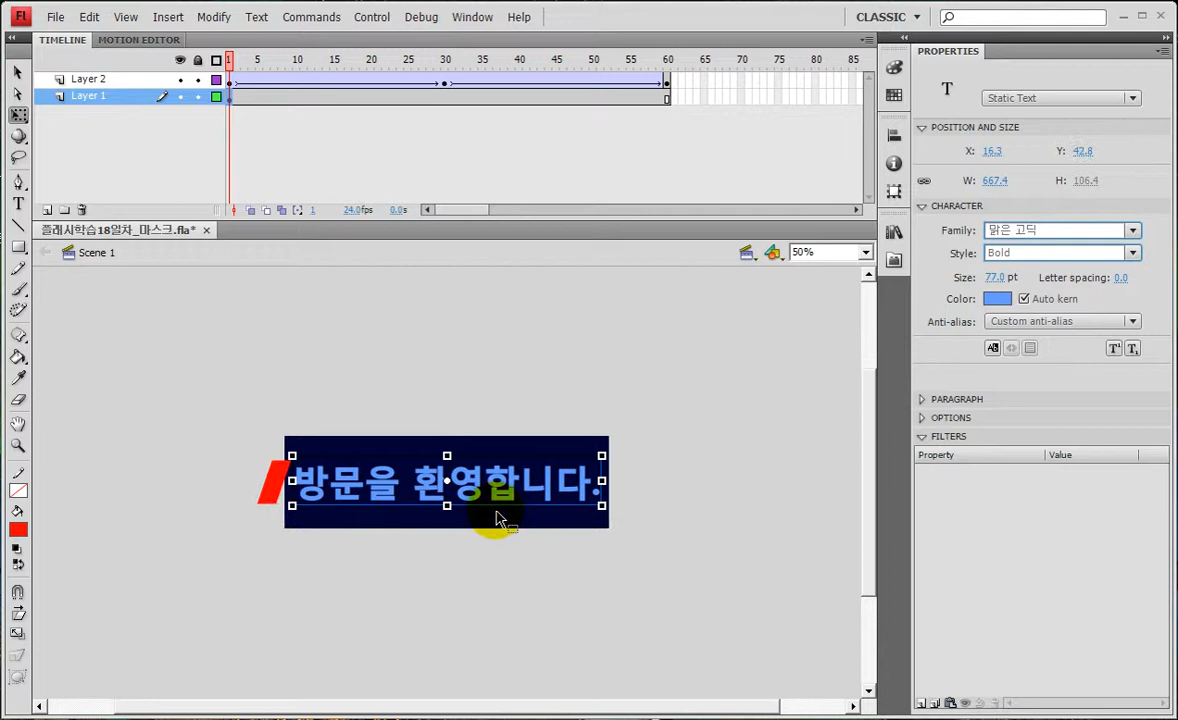 Fl File Edit View Insert Modify Text Commands Control Debug Window Help CLASSIC
TIMELINE MOTION EDITOR
1 5 10 15 20 25 30 35 40 45 50 55 60 65 70 75 80 85
Layer 2
Layer 1
1 24.0fps 0.0s
플래시학습18일차_마스크.fla*
Scene 1 50%
방문을 환영합니다.
PROPERTIES
T Static Text
POSITION AND SIZE
X: 16.3 Y: 42.8
W: 667.4 H: 106.4
CHARACTER
Family: 맑은 고딕
Style: Bold
Size: 77.0 pt Letter spacing: 0.0
Color: Auto kern
Anti-alias: Custom anti-alias
PARAGRAPH
OPTIONS
FILTERS
Property Value